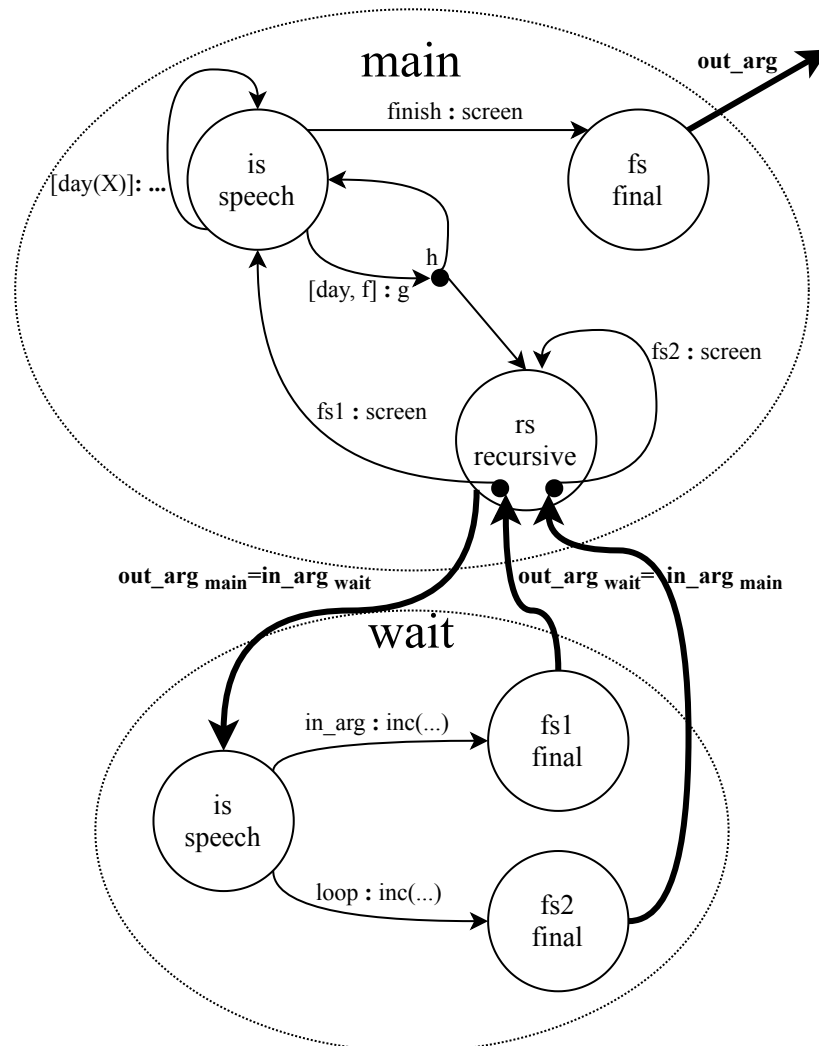 main
out_arg
finish : screen
is
speech
fs
final
[day(X)]: ...
h
[day, f] : g
fs2 : screen
fs1 : screen
rs
recursive
out_arg main=in_arg wait
out_arg wait= in_arg main
wait
in_arg : inc(...)
fs1
final
is
speech
loop : inc(...)
fs2
final